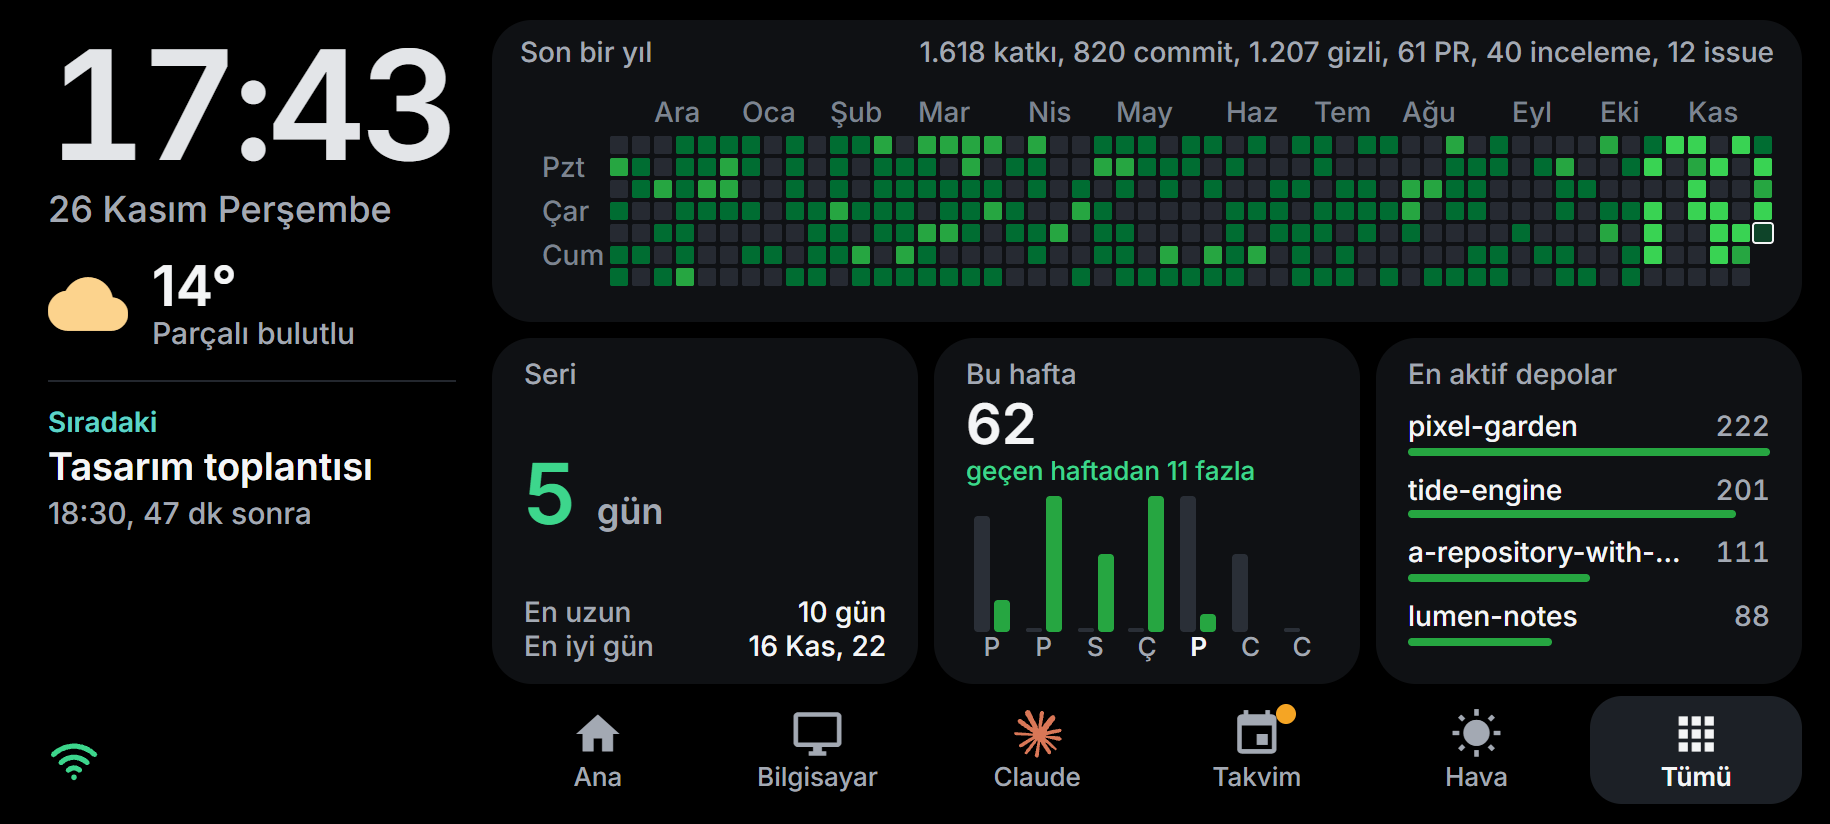 17:43
26 Kasım Perşembe
14°
Parçalı bulutlu
Sıradaki
Tasarım toplantısı
18:30, 47 dk sonra
Son bir yıl
1.618 katkı, 820 commit, 1.207 gizli, 61 PR, 40 inceleme, 12 issue
Ara Oca Şub Mar Nis May Haz Tem Ağu Eyl Eki Kas
Pzt
Çar
Cum
Seri
5 gün
En uzun 10 gün
En iyi gün 16 Kas, 22
Bu hafta
62
geçen haftadan 11 fazla
P P S Ç P C C
En aktif depolar
pixel-garden 222
tide-engine 201
a-repository-with-... 111
lumen-notes 88
Ana
Bilgisayar
Claude
Takvim
Hava
Tümü